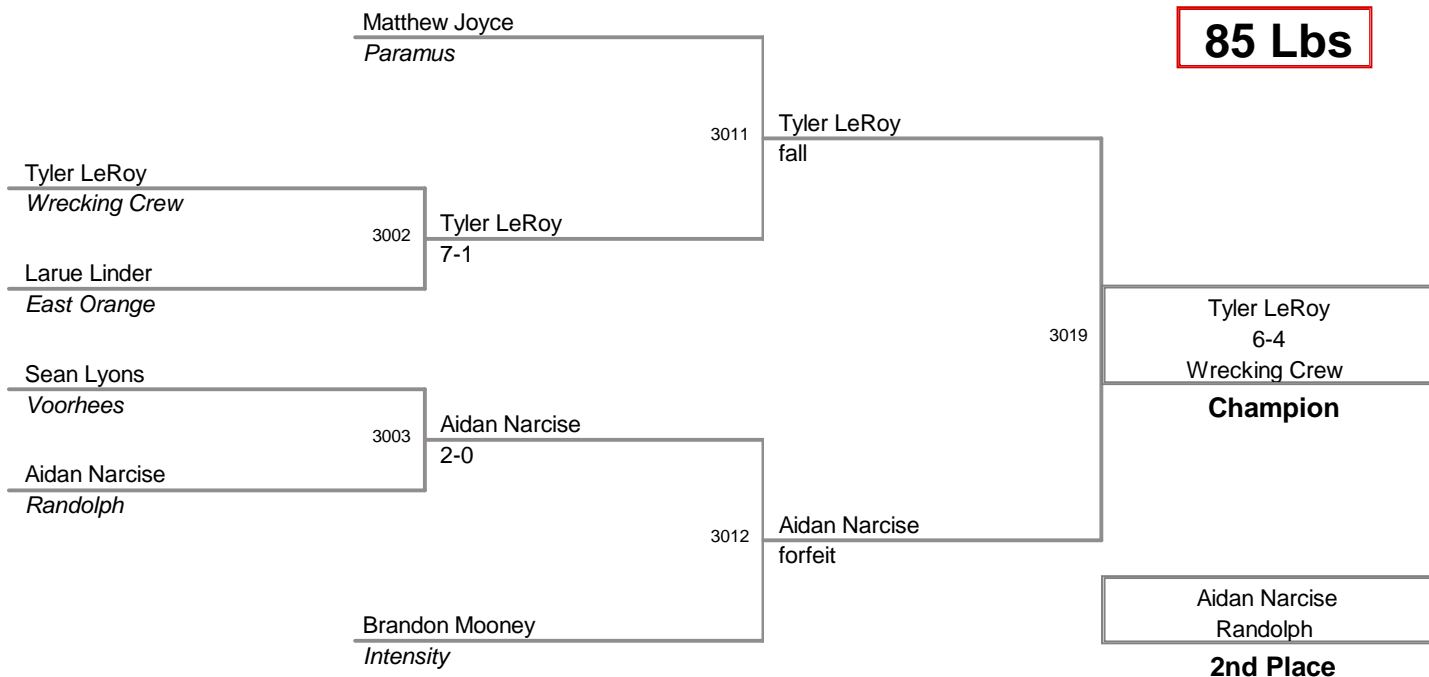 Matthew Joyce
Paramus
85 Lbs
3011
Tyler LeRoy
fall
Tyler LeRoy
Wrecking Crew
3002
Tyler LeRoy
7-1
Larue Linder
East Orange
3019
Tyler LeRoy
6-4
Wrecking Crew
Champion
Sean Lyons
Voorhees
3003
Aidan Narcise
2-0
Aidan Narcise
Randolph
3012
Aidan Narcise
forfeit
Brandon Mooney
Intensity
Aidan Narcise
Randolph
2nd Place